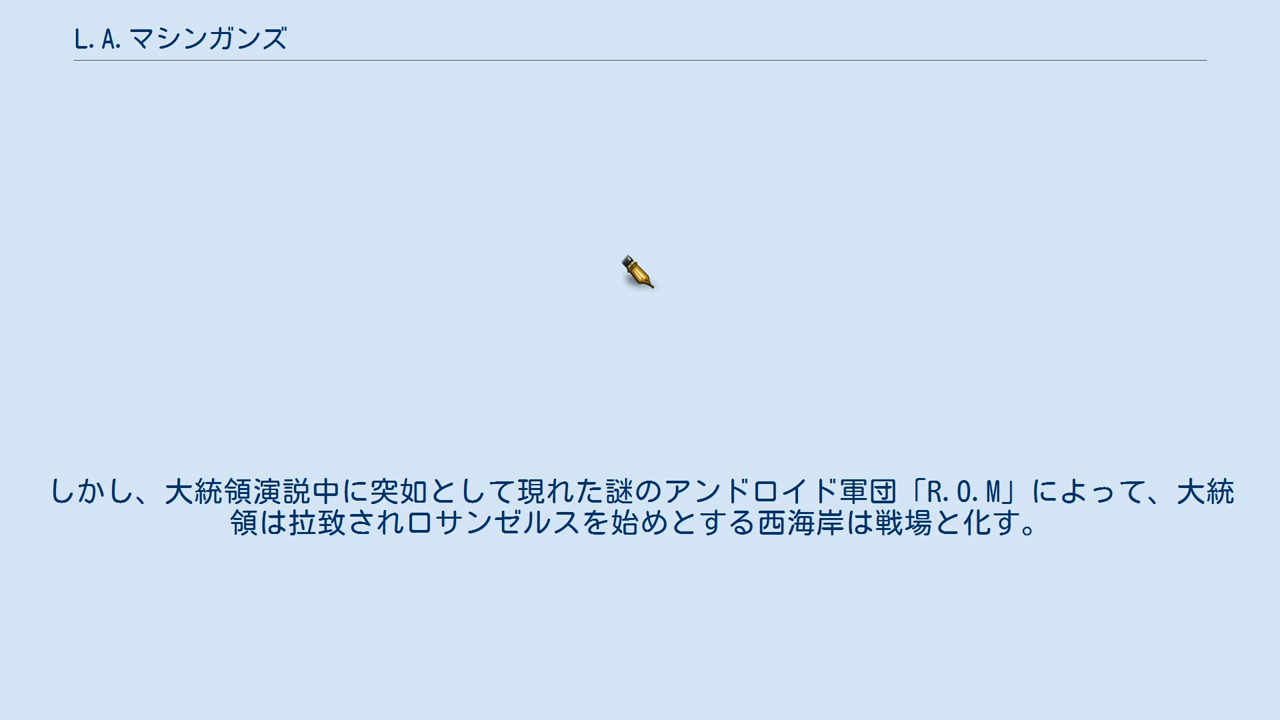 L.A.マシンガンズ
しかし、大統領演説中に突如として現れた謎のアンドロイド軍団「R.O.M」によって、大統
領は拉致されロサンゼルスを始めとする西海岸は戦場と化す。